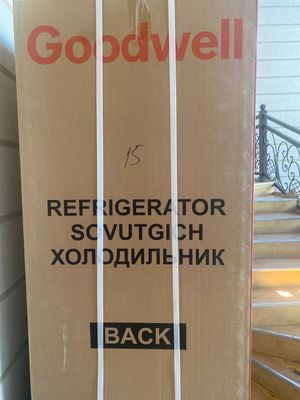 Goodwell
15
REFRIGERATOR
SOVUTGICH
ХОЛОДИЛЬНИК
BACK